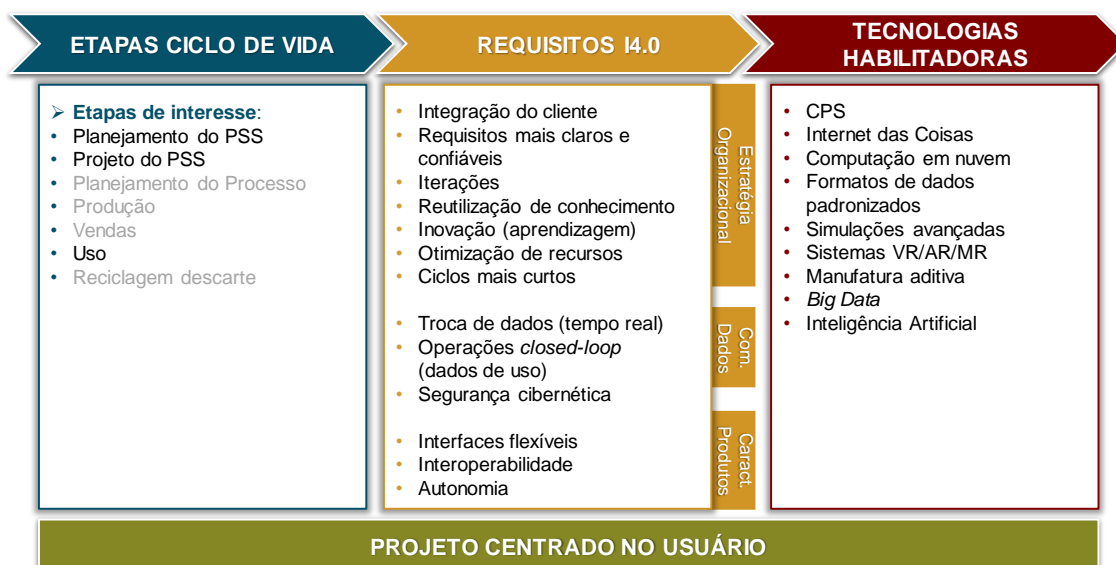 ETAPAS CICLO DE VIDA
REQUISITOS I4.0
TECNOLOGIAS
HABILITADORAS
➢ Etapas de interesse:
• Planejamento do PSS
• Projeto do PSS
• Planejamento do Processo
• Produção
• Vendas
• Uso
• Reciclagem descarte
• Integração do cliente
• Requisitos mais claros e
confiáveis
• Iterações
• Reutilização de conhecimento
• Inovação (aprendizagem)
• Otimização de recursos
• Ciclos mais curtos
Estratégia
Organizacional
• Troca de dados (tempo real)
• Operações closed-loop
(dados de uso)
• Segurança cibernética
Com.
Dados
• Interfaces flexíveis
• Interoperabilidade
• Autonomia
Caract.
Produtos
• CPS
• Internet das Coisas
• Computação em nuvem
• Formatos de dados
padronizados
• Simulações avançadas
• Sistemas VR/AR/MR
• Manufatura aditiva
• Big Data
• Inteligência Artificial
PROJETO CENTRADO NO USUÁRIO